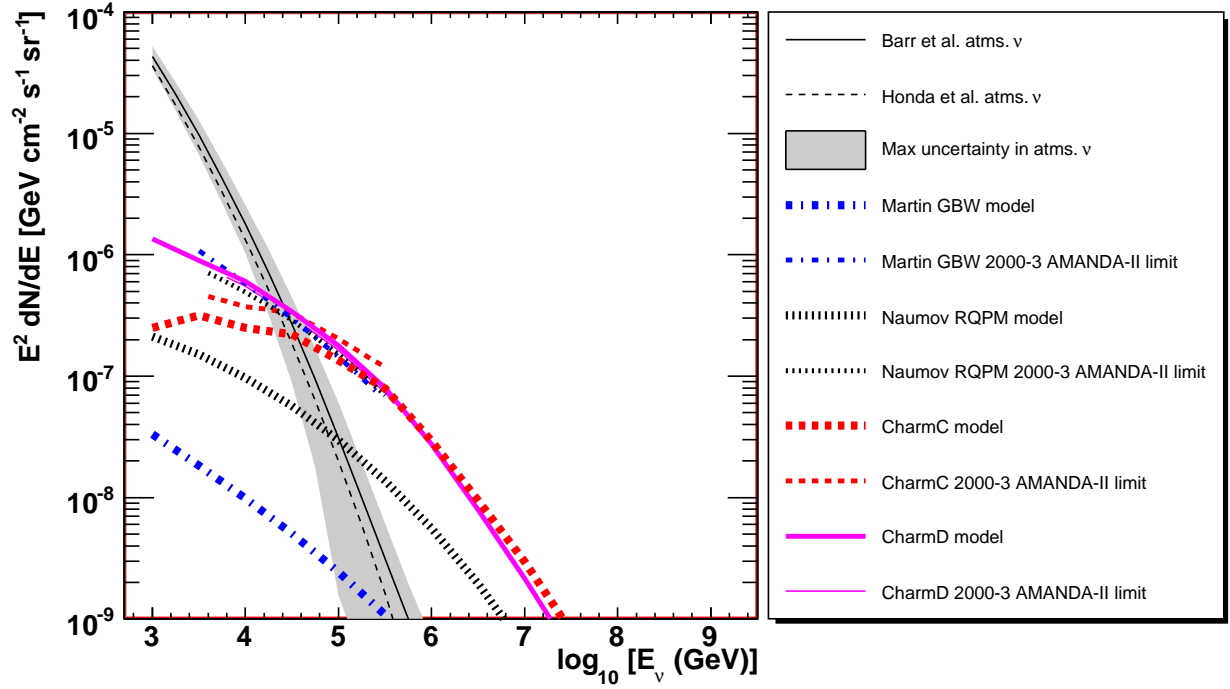 E² dN/dE [GeV cm⁻² s⁻¹ sr⁻¹]
10⁻⁴
10⁻⁵
10⁻⁶
10⁻⁷
10⁻⁸
10⁻⁹
3 4 5 6 7 8 9
log₁₀ [E_ν (GeV)]
Barr et al. atms. ν
Honda et al. atms. ν
Max uncertainty in atms. ν
Martin GBW model
Martin GBW 2000-3 AMANDA-II limit
Naumov RQPM model
Naumov RQPM 2000-3 AMANDA-II limit
CharmC model
CharmC 2000-3 AMANDA-II limit
CharmD model
CharmD 2000-3 AMANDA-II limit